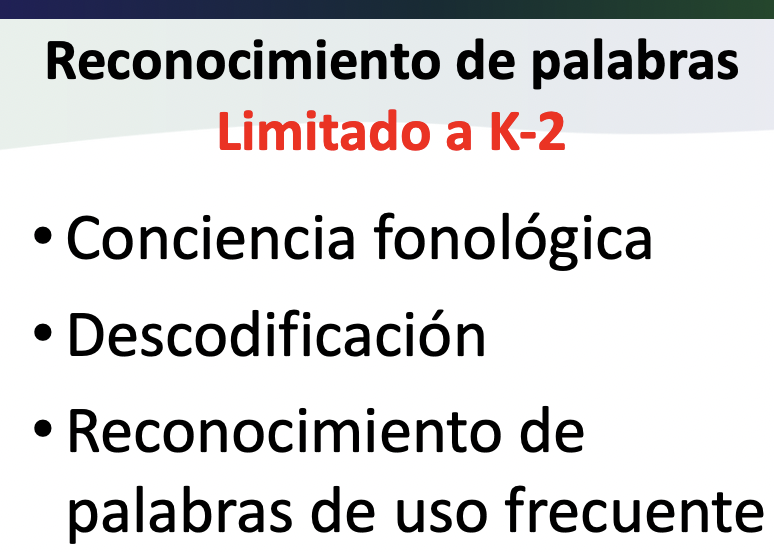 Reconocimiento de palabras
Limitado a K-2
• Conciencia fonológica
• Descodificación
• Reconocimiento de
palabras de uso frecuente